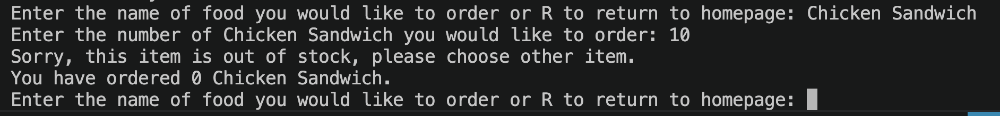 Enter the name of food you would like to order or R to return to homepage: Chicken Sandwich
Enter the number of Chicken Sandwich you would like to order: 10
Sorry, this item is out of stock, please choose other item.
You have ordered 0 Chicken Sandwich.
Enter the name of food you would like to order or R to return to homepage: